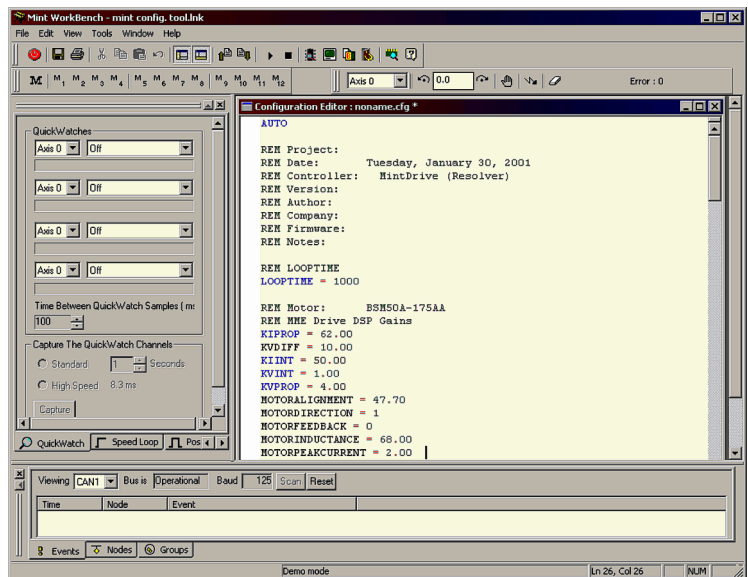 Mint WorkBench - mint config. tool.lnk
File Edit View Tools Window Help
M M1 M2 M3 M4 M5 M6 M7 M8 M9 M10 M11 M12 Axis 0 0.0 Error : 0
QuickWatches
Axis 0 Off
Axis 0 Off
Axis 0 Off
Axis 0 Off
Time Between QuickWatch Samples ( ms
100
Capture The QuickWatch Channels
Standard 1 Seconds
High Speed 8.3 ms
Capture
QuickWatch Speed Loop Pos
Configuration Editor : noname.cfg *
AUTO
REM Project:
REM Date: Tuesday, January 30, 2001
REM Controller: MintDrive (Resolver)
REM Version:
REM Author:
REM Company:
REM Firmware:
REM Notes:
REM LOOPTIME
LOOPTIME = 1000
REM Motor: BSM50A-175AA
REM MME Drive DSP Gains
KIPROP = 62.00
KVDIFF = 10.00
KIINT = 50.00
KVINT = 1.00
KVPROP = 4.00
MOTORALIGNMENT = 47.70
MOTORDIRECTION = 1
MOTORFEEDBACK = 0
MOTORINDUCTANCE = 68.00
MOTORPEAKCURRENT = 2.00
Viewing CAN1 Bus is Operational Baud 125 Scan Reset
Time Node Event
Events Nodes Groups
Demo mode Ln 26, Col 26 NUM